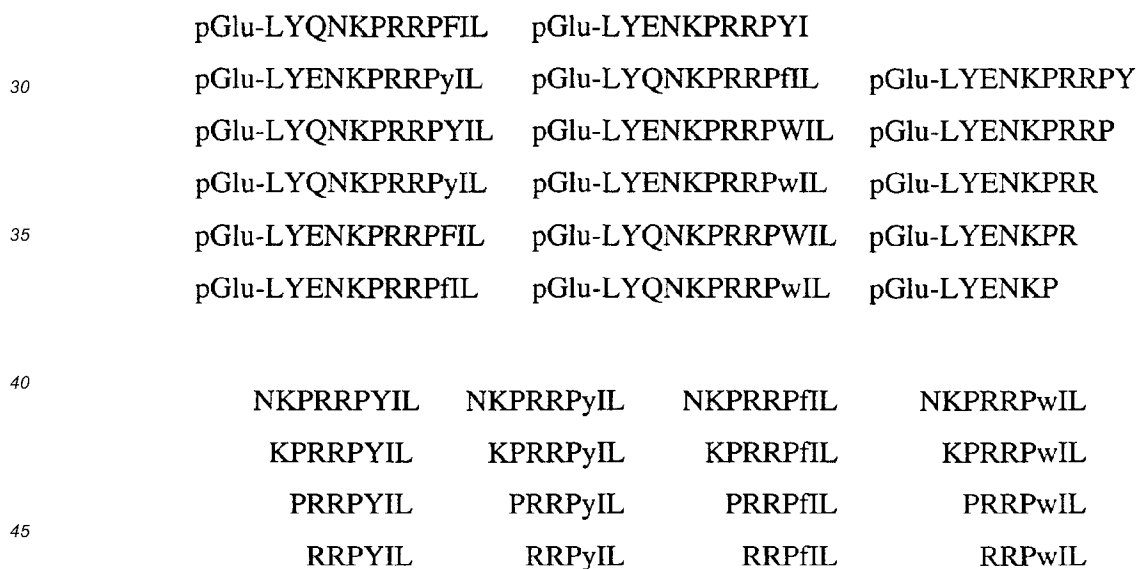 pGlu-LYQNKPRRPFIL pGlu-LYENKPRRPYI
30 pGlu-LYENKPRRPyIL pGlu-LYQNKPRRPfIL pGlu-LYENKPRRPY
pGlu-LYQNKPRRPYIL pGlu-LYENKPRRPWIL pGlu-LYENKPRRP
pGlu-LYQNKPRRPyIL pGlu-LYENKPRRPwIL pGlu-LYENKPRR
35 pGlu-LYENKPRRPFIL pGlu-LYQNKPRRPWIL pGlu-LYENKPR
pGlu-LYENKPRRPfIL pGlu-LYQNKPRRPwIL pGlu-LYENKP
40 NKPRRPYIL NKPRRPyIL NKPRRPfIL NKPRRPwIL
KPRRPYIL KPRRPyIL KPRRPfIL KPRRPwIL
PRRPYIL PRRPyIL PRRPfIL PRRPwIL
45 RRPYIL RRPyIL RRPfIL RRPwIL